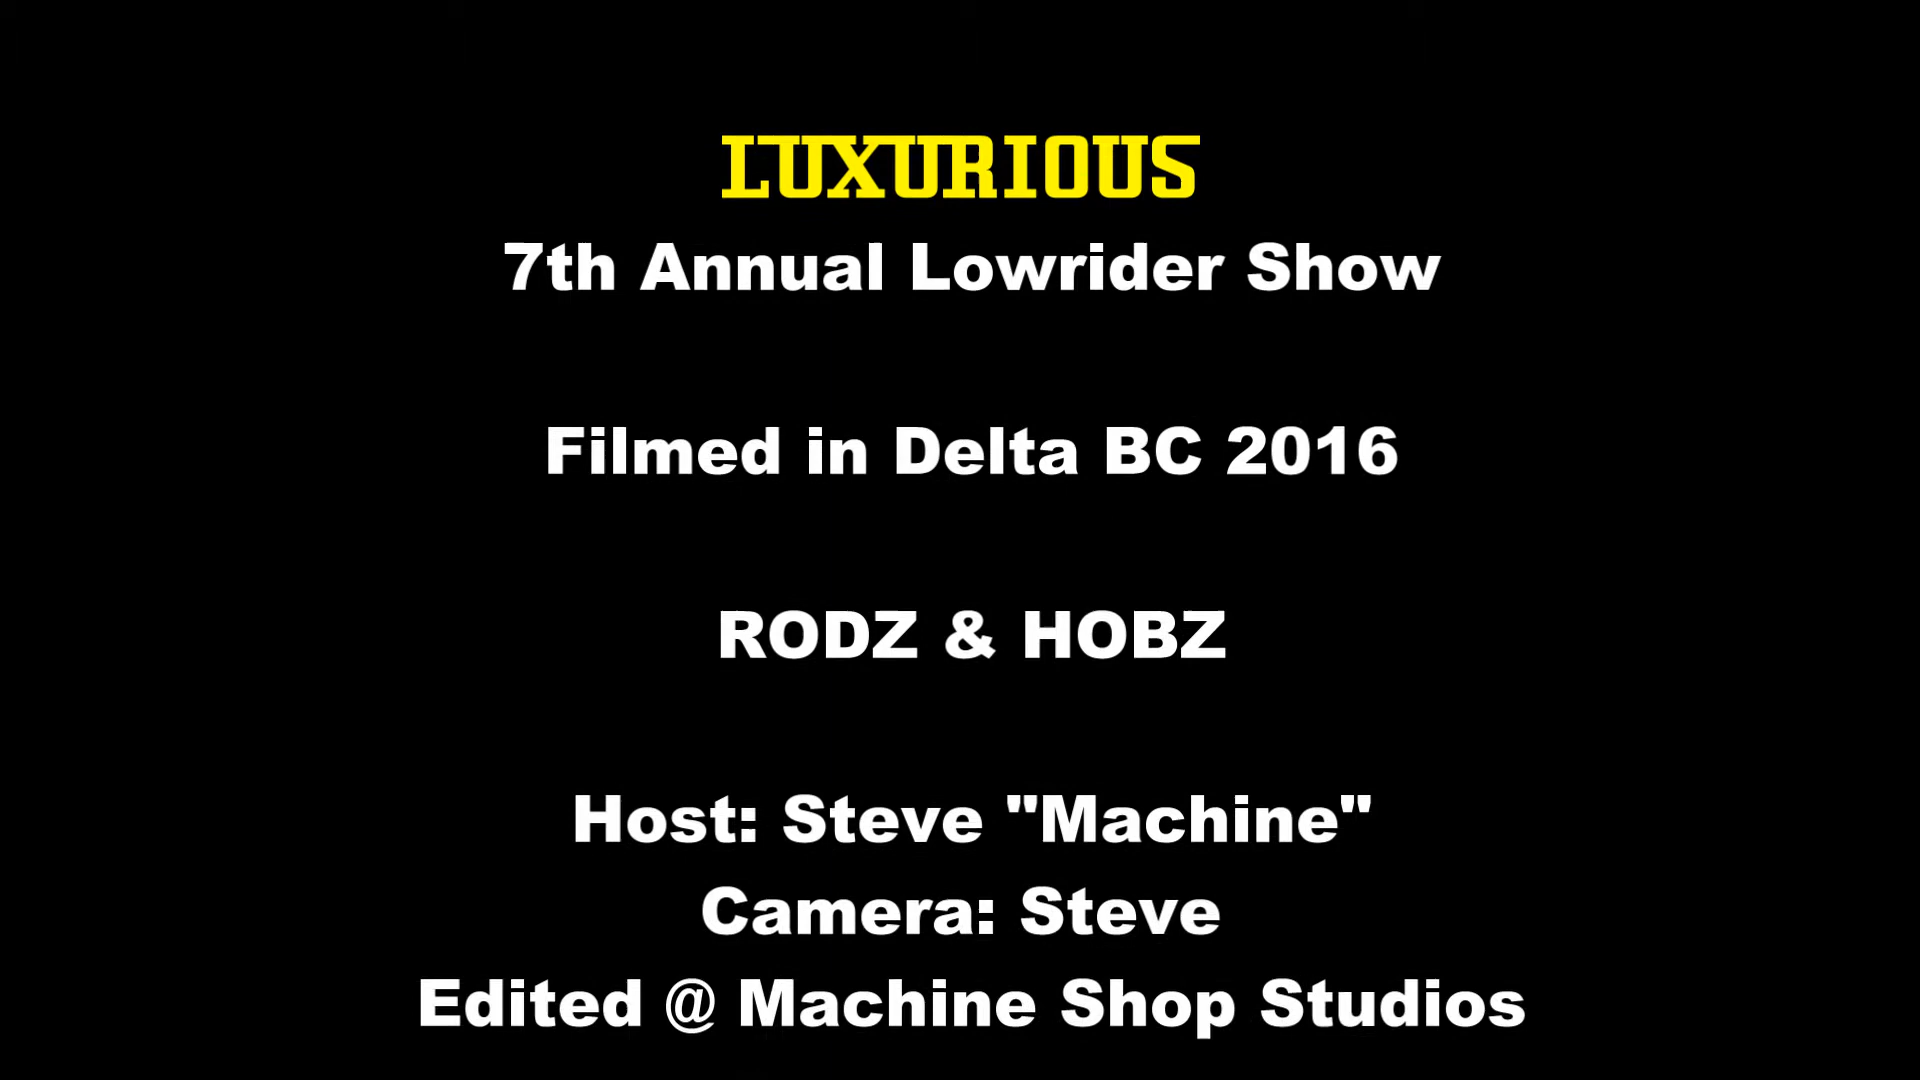 LUXURIOUS
7th Annual Lowrider Show
Filmed in Delta BC 2016
RODZ & HOBZ
Host: Steve "Machine"
Camera: Steve
Edited @ Machine Shop Studios